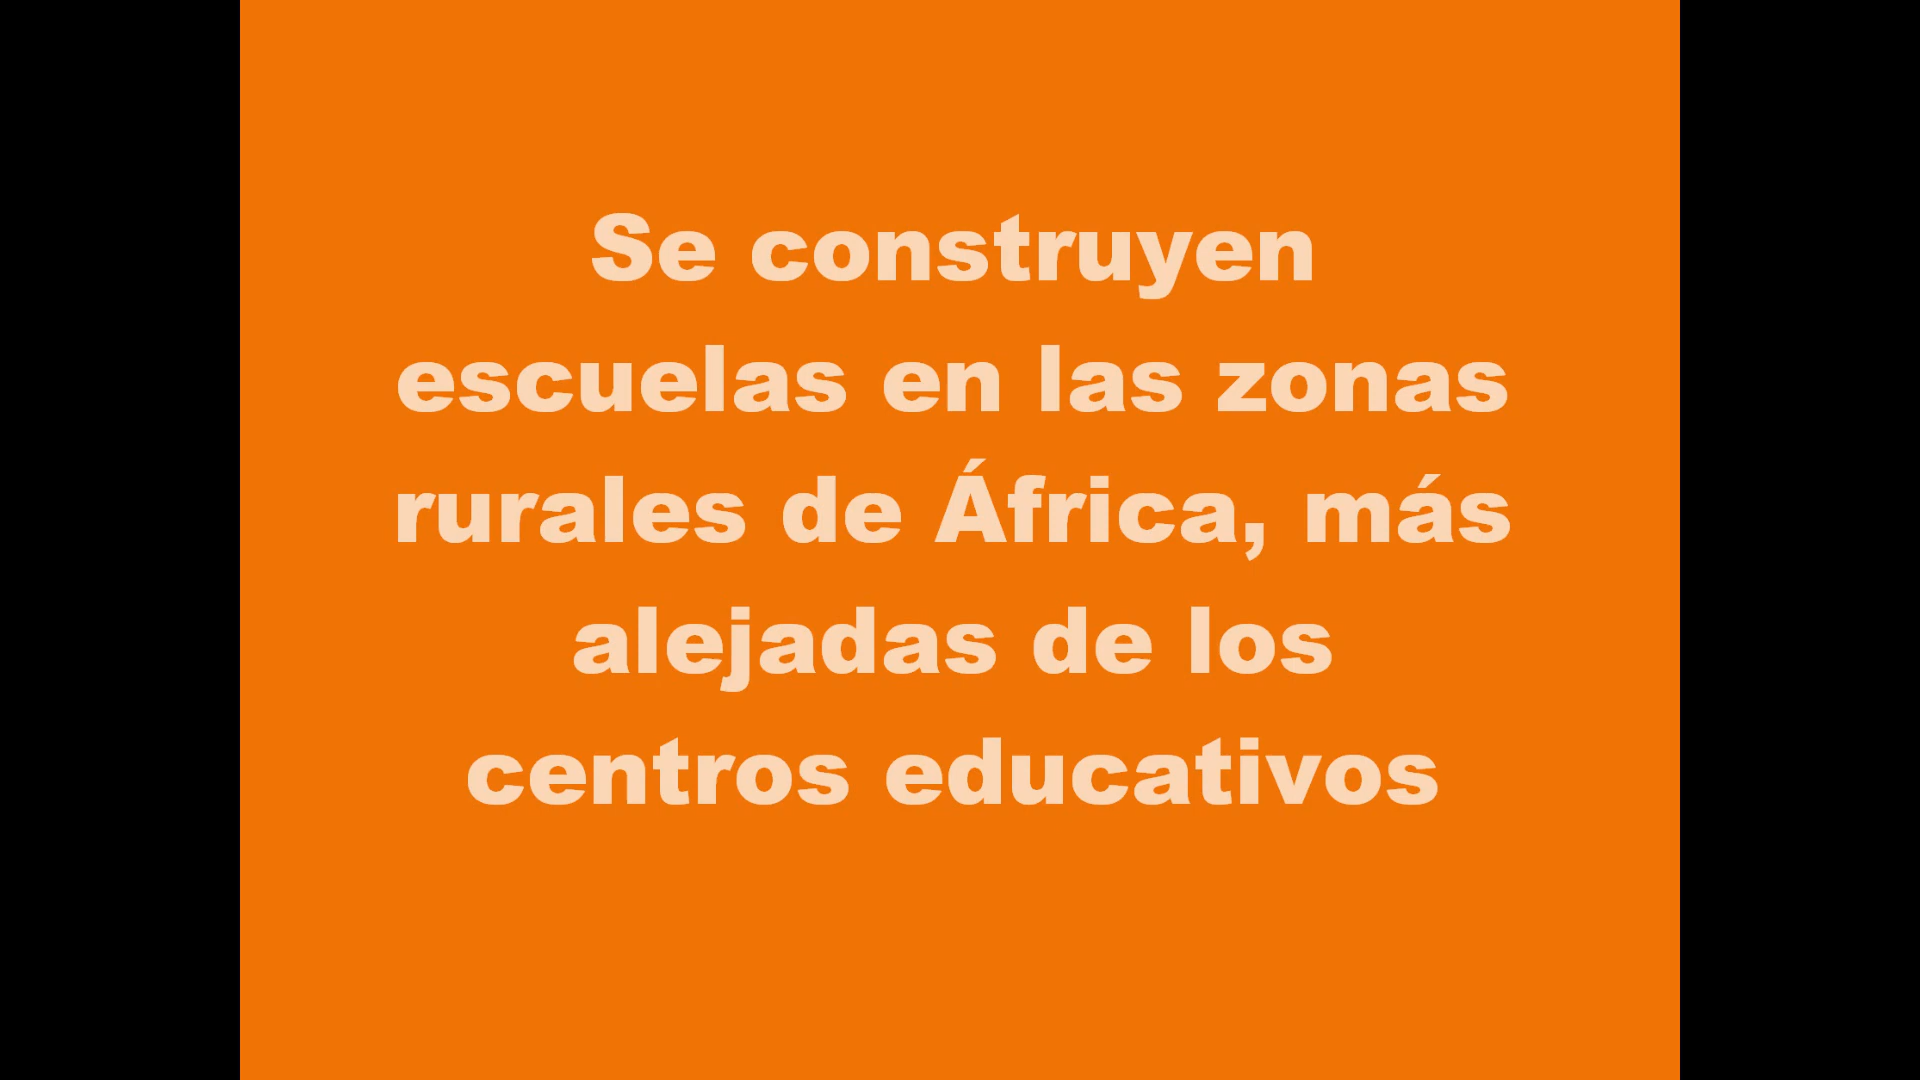 Se construyen
escuelas en las zonas
rurales de África, más
alejadas de los
centros educativos